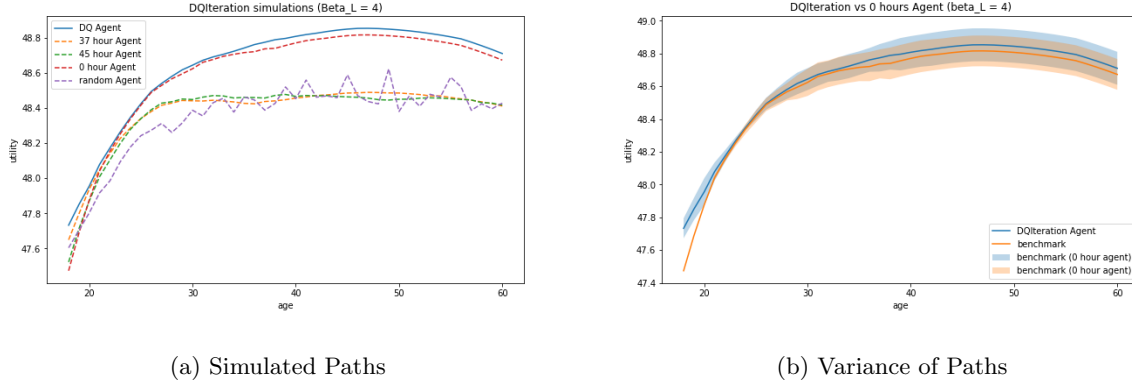 DQIteration simulations (Beta_L = 4)
DQ Agent
37 hour Agent
45 hour Agent
0 hour Agent
random Agent
48.8
48.6
48.4
48.2
48.0
47.8
47.6
utility
20 30 40 50 60
age
(a) Simulated Paths
DQIteration vs 0 hours Agent (beta_L = 4)
49.0
48.8
48.6
48.4
48.2
48.0
47.8
47.6
47.4
utility
DQIteration Agent
benchmark
benchmark (0 hour agent)
benchmark (0 hour agent)
20 30 40 50 60
age
(b) Variance of Paths